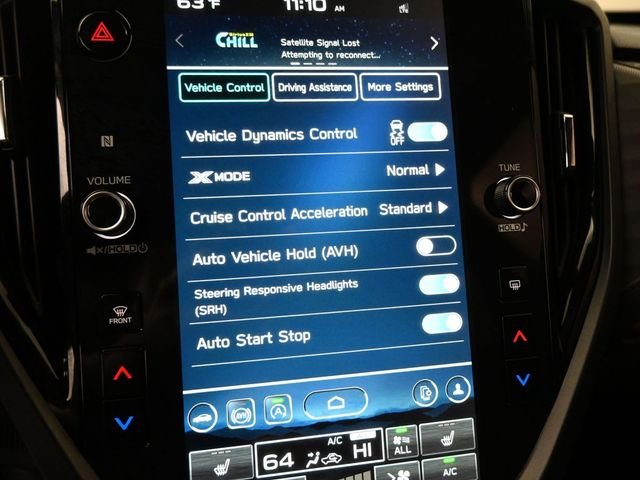 63°F 11:10 AM
SiriusXM
CHILL
Satellite Signal Lost
Attempting to reconnect...
Vehicle Control Driving Assistance More Settings
Vehicle Dynamics Control OFF
X MODE Normal
VOLUME
TUNE
Cruise Control Acceleration Standard
HOLD
HOLD
Auto Vehicle Hold (AVH)
Steering Responsive Headlights
(SRH)
FRONT
Auto Start Stop
AVH A
64 A/C HI
ALL
A/C